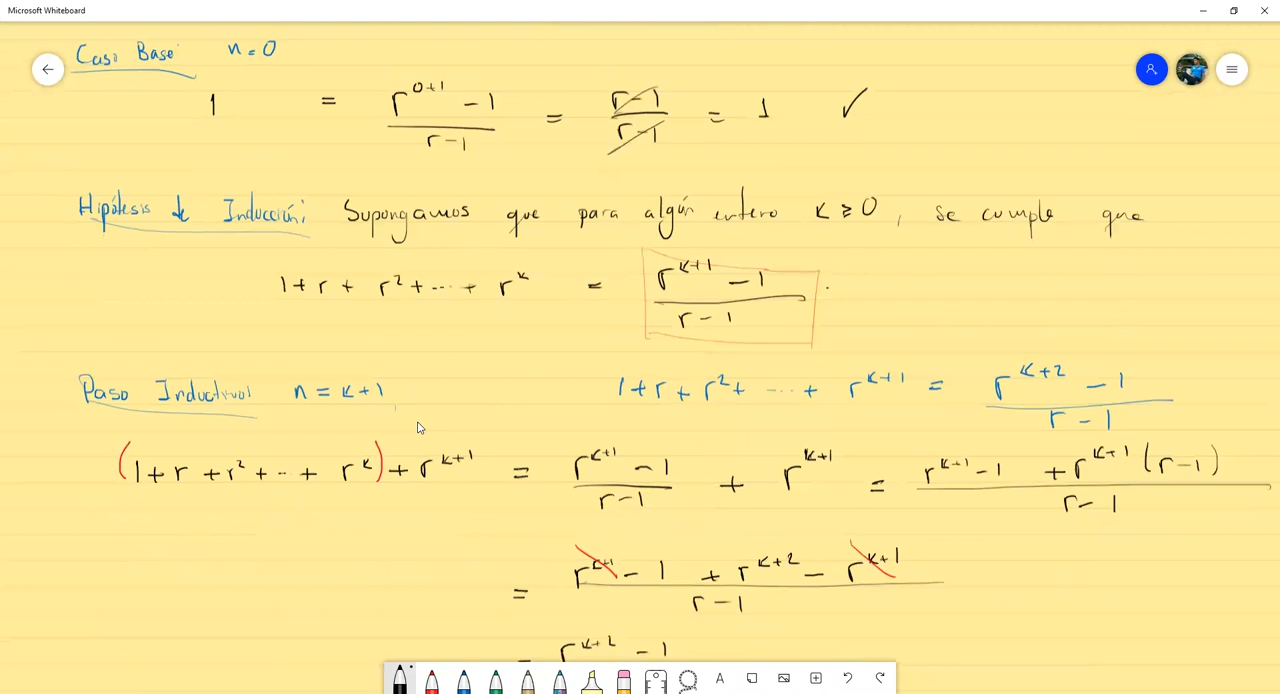 Microsoft Whiteboard
Caso Base: n = 0
1 = (r^{0+1} - 1)/(r - 1) = (r - 1)/(r - 1) = 1 ✓
Hipótesis de Inducción: Supongamos que para algún entero k ≥ 0, se cumple que
1 + r + r² + ... + r^k = (r^{k+1} - 1)/(r - 1).
Paso Inductivo: n = k+1 1 + r + r² + ... + r^{k+1} = (r^{k+2} - 1)/(r - 1)
(1 + r + r² + ... + r^k) + r^{k+1} = (r^{k+1} - 1)/(r - 1) + r^{k+1} = (r^{k+1} - 1 + r^{k+1}(r - 1))/(r - 1)
= (r^{k+1} - 1 + r^{k+2} - r^{k+1})/(r - 1)
= r^{k+2} - 1